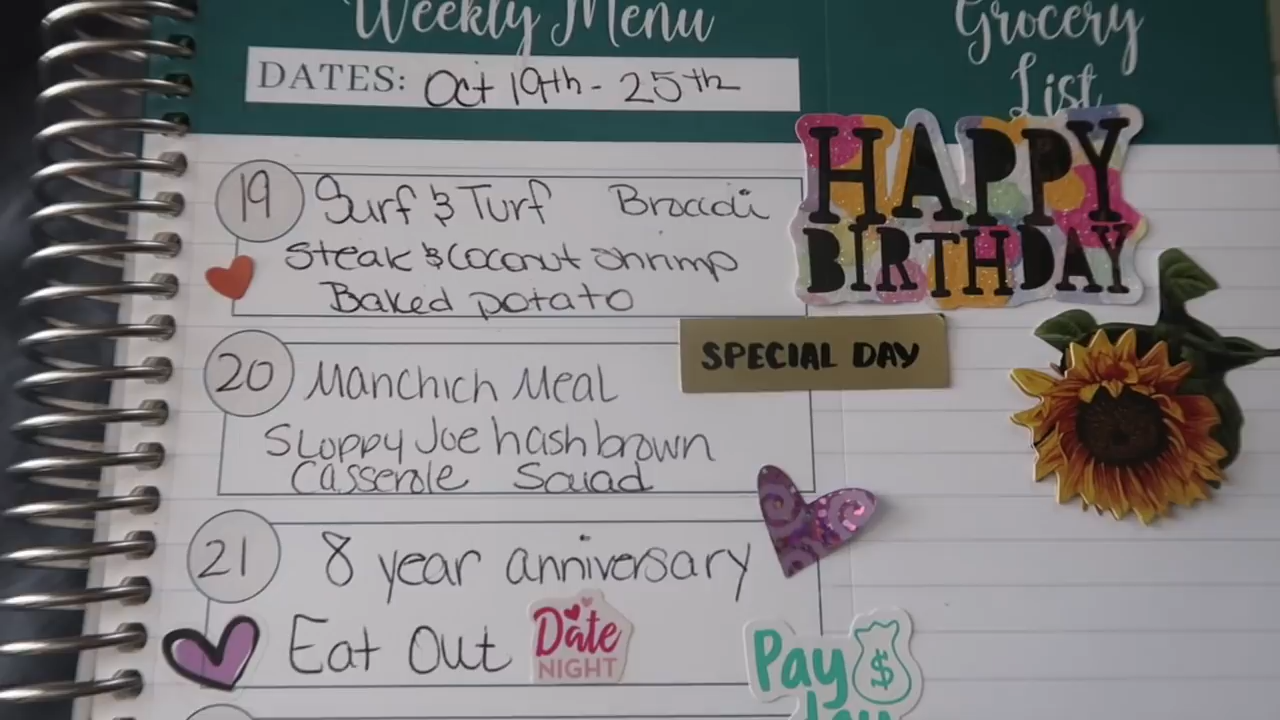 Weekly Menu
Grocery
List
DATES: Oct 19th - 25th
HAPPY
BIRTHDAY
19 Surf & Turf Broccoli
Steak & Coconut Shrimp
Baked potato
SPECIAL DAY
20 Manchich Meal
Sloppy Joe hashbrown
Casserole Salad
21 8 year anniversary
Eat Out Date
NIGHT
Pay $